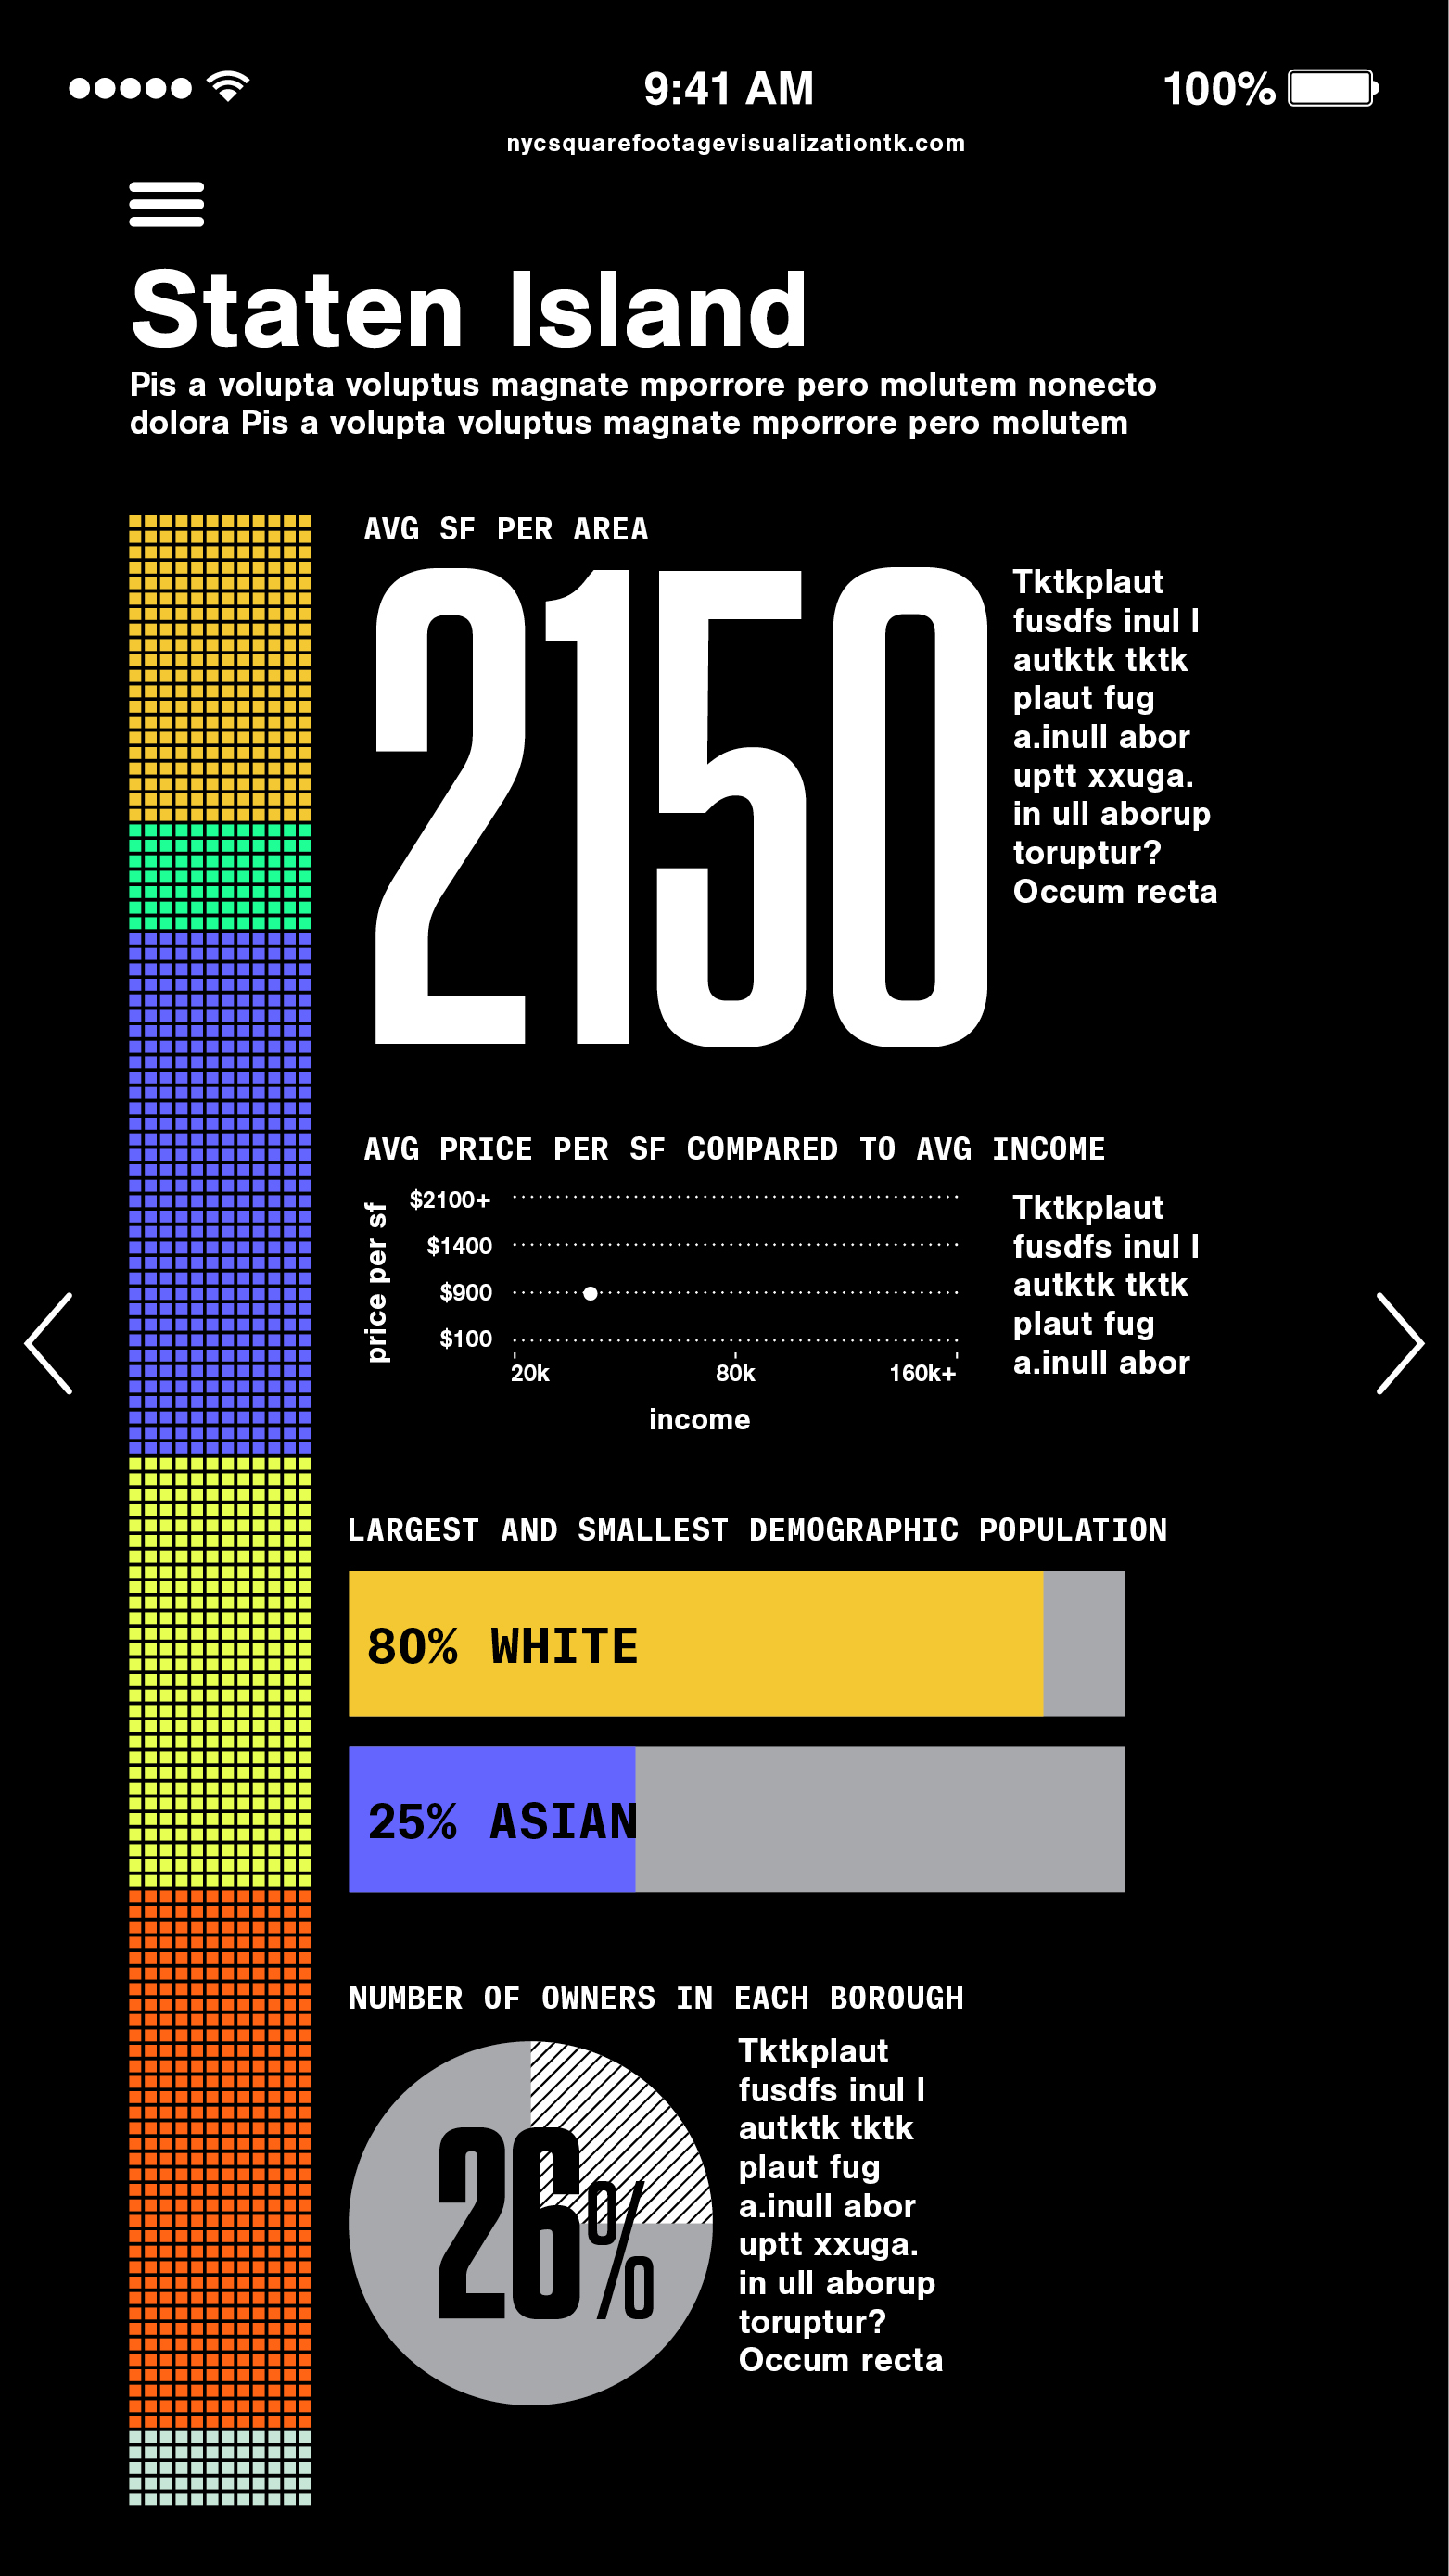 9:41 AM
100%
nycsquarefootagevisualizationtk.com
Staten Island
Pis a volupta voluptus magnate mporrore pero molutem nonecto
dolora Pis a volupta voluptus magnate mporrore pero molutem
AVG SF PER AREA
2150
Tktkplaut
fusdfs inul l
autktk tktk
plaut fug
a.inull abor
uptt xxuga.
in ull aborup
toruptur?
Occum recta
AVG PRICE PER SF COMPARED TO AVG INCOME
price per sf
$2100+
$1400
$900
$100
20k
80k
160k+
income
Tktkplaut
fusdfs inul l
autktk tktk
plaut fug
a.inull abor
LARGEST AND SMALLEST DEMOGRAPHIC POPULATION
80% WHITE
25% ASIAN
NUMBER OF OWNERS IN EACH BOROUGH
26%
Tktkplaut
fusdfs inul l
autktk tktk
plaut fug
a.inull abor
uptt xxuga.
in ull aborup
toruptur?
Occum recta